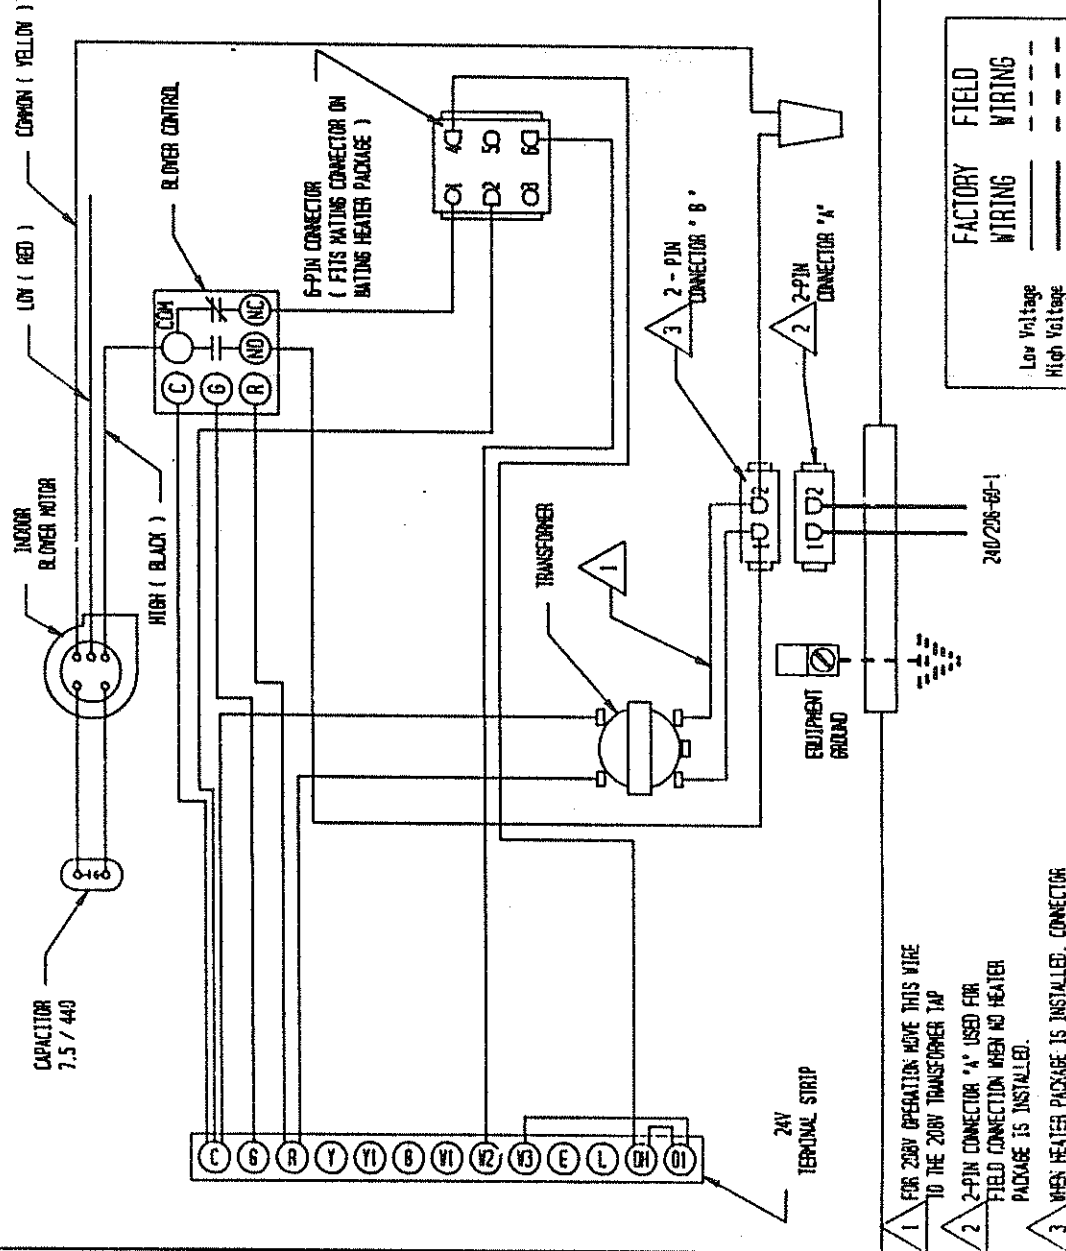 COMMON ( YELLOW )
LOW ( RED )
INDOOR
BLOWER MOTOR
HIGH ( BLACK )
BLOWER CONTROL
COM
C
G
R
NO
NC
CAPACITOR
7.5 / 440
6-PIN CONNECTOR
( FITS MATING CONNECTOR ON
MATING HEATER PACKAGE )
1
2
3
4
5
6
3
2 - PIN
CONNECTOR " B"
2
2-PIN
CONNECTOR "A"
1
2
1
2
TRANSFORMER
1
EQUIPMENT
GROUND
240/208-60-1
C
G
R
Y
Y1
B
W1
W2
W3
E
L
DH
O1
24V
TERMINAL STRIP
FACTORY
WIRING
FIELD
WIRING
Low Voltage
High Voltage
1
FOR 208V OPERATION MOVE THIS WIRE
TO THE 208V TRANSFORMER TAP
2
2-PIN CONNECTOR "A" USED FOR
FIELD CONNECTION WHEN NO HEATER
PACKAGE IS INSTALLED.
3
WHEN HEATER PACKAGE IS INSTALLED. CONNECTOR